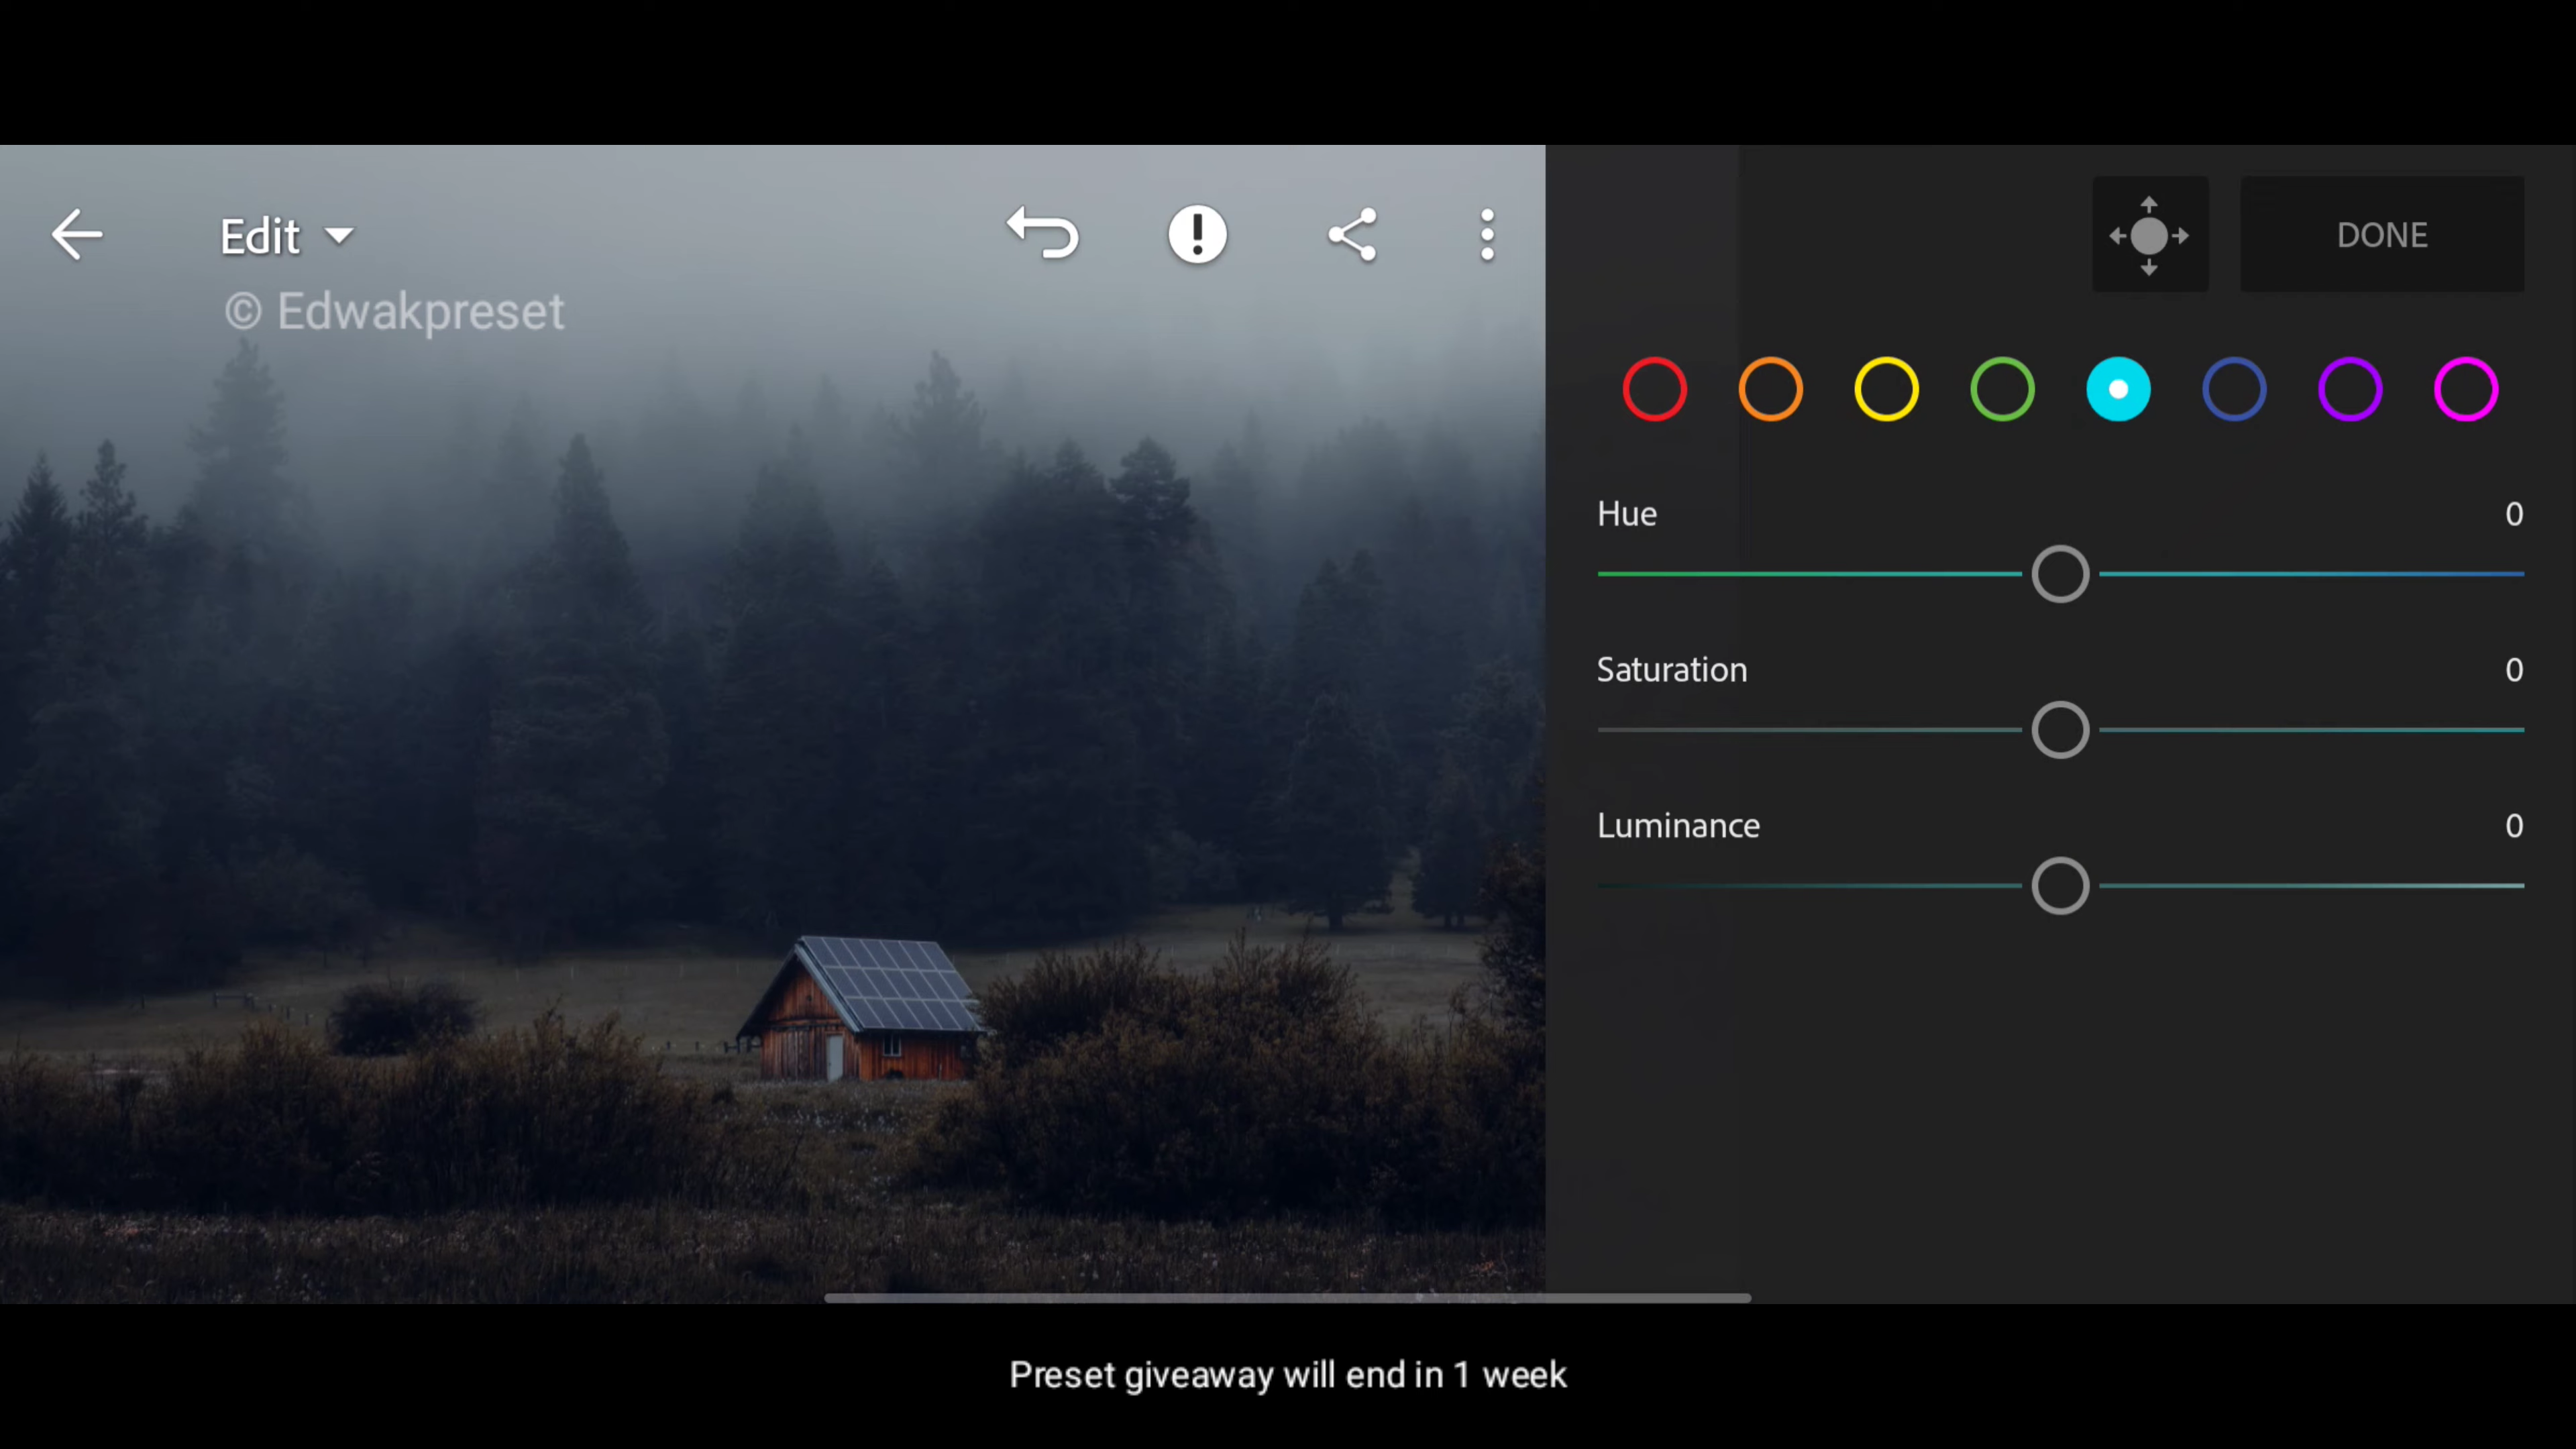 Edit
DONE
© Edwakpreset
Hue 0
Saturation 0
Luminance 0
Preset giveaway will end in 1 week